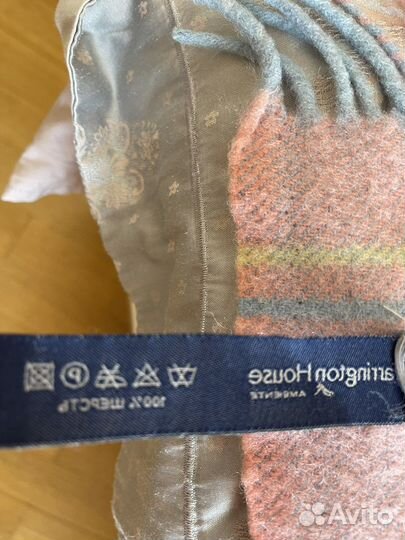 arrington House
AMBIENTE
P
100% ШЕРСТЬ
Avito